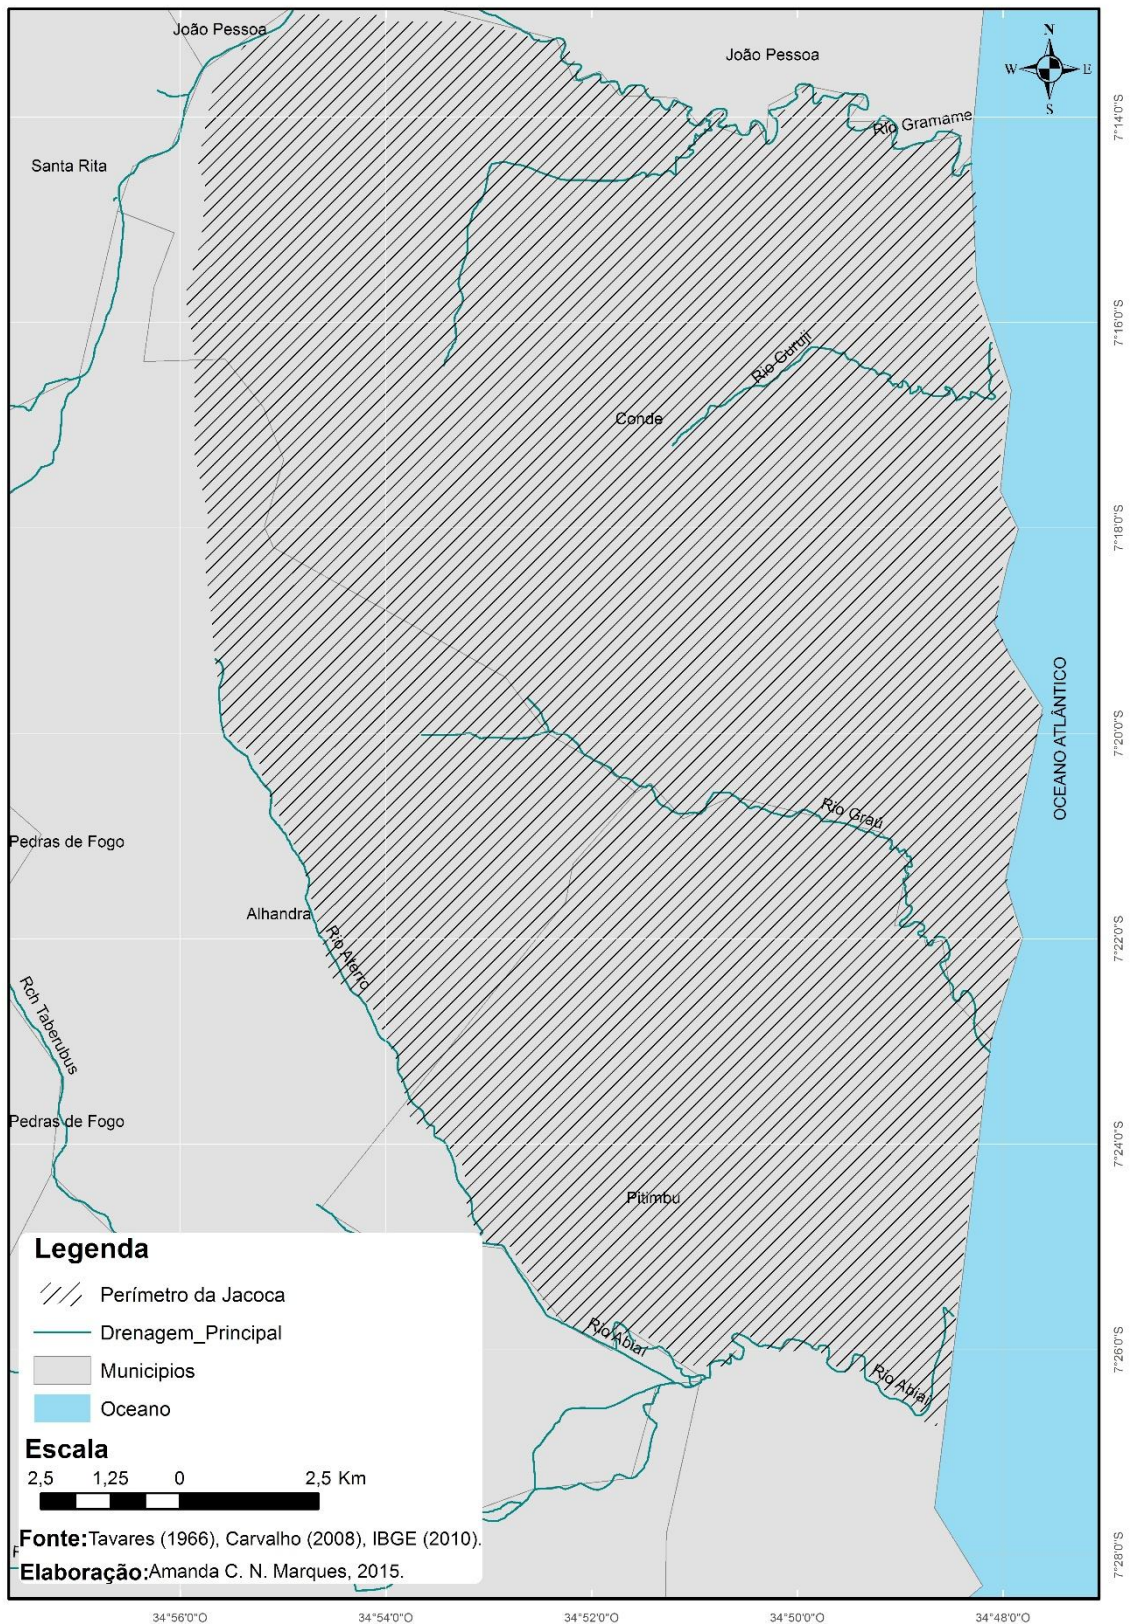 João Pessoa
João Pessoa
N
W
E
S
Rio Gramame
7°14'0"S
Santa Rita
7°16'0"S
Rio Guruji
Conde
7°18'0"S
OCEANO ATLÂNTICO
7°20'0"S
Rio Graú
Pedras de Fogo
Alhandra
Rio Aterro
7°22'0"S
Rch Taberubus
Pedras de Fogo
7°24'0"S
Pitimbu
Rio Abiaí
Rio Abiaí
7°26'0"S
Legenda
Perímetro da Jacoca
Drenagem_Principal
Municipios
Oceano
Escala
2,5 1,25 0 2,5 Km
Fonte:Tavares (1966), Carvalho (2008), IBGE (2010).
Elaboração:Amanda C. N. Marques, 2015.
7°28'0"S
34°56'0"O 34°54'0"O 34°52'0"O 34°50'0"O 34°48'0"O